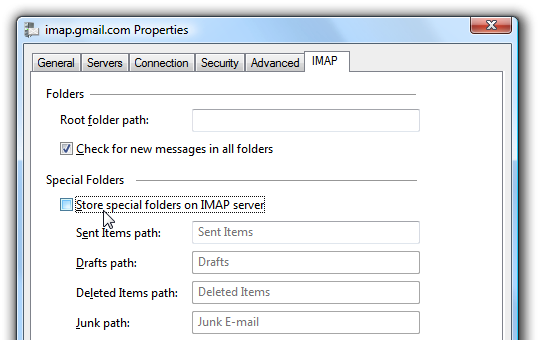 imap.gmail.com Properties
General Servers Connection Security Advanced IMAP
Folders
Root folder path:
Check for new messages in all folders
Special Folders
Store special folders on IMAP server
Sent Items path: Sent Items
Drafts path: Drafts
Deleted Items path: Deleted Items
Junk path: Junk E-mail